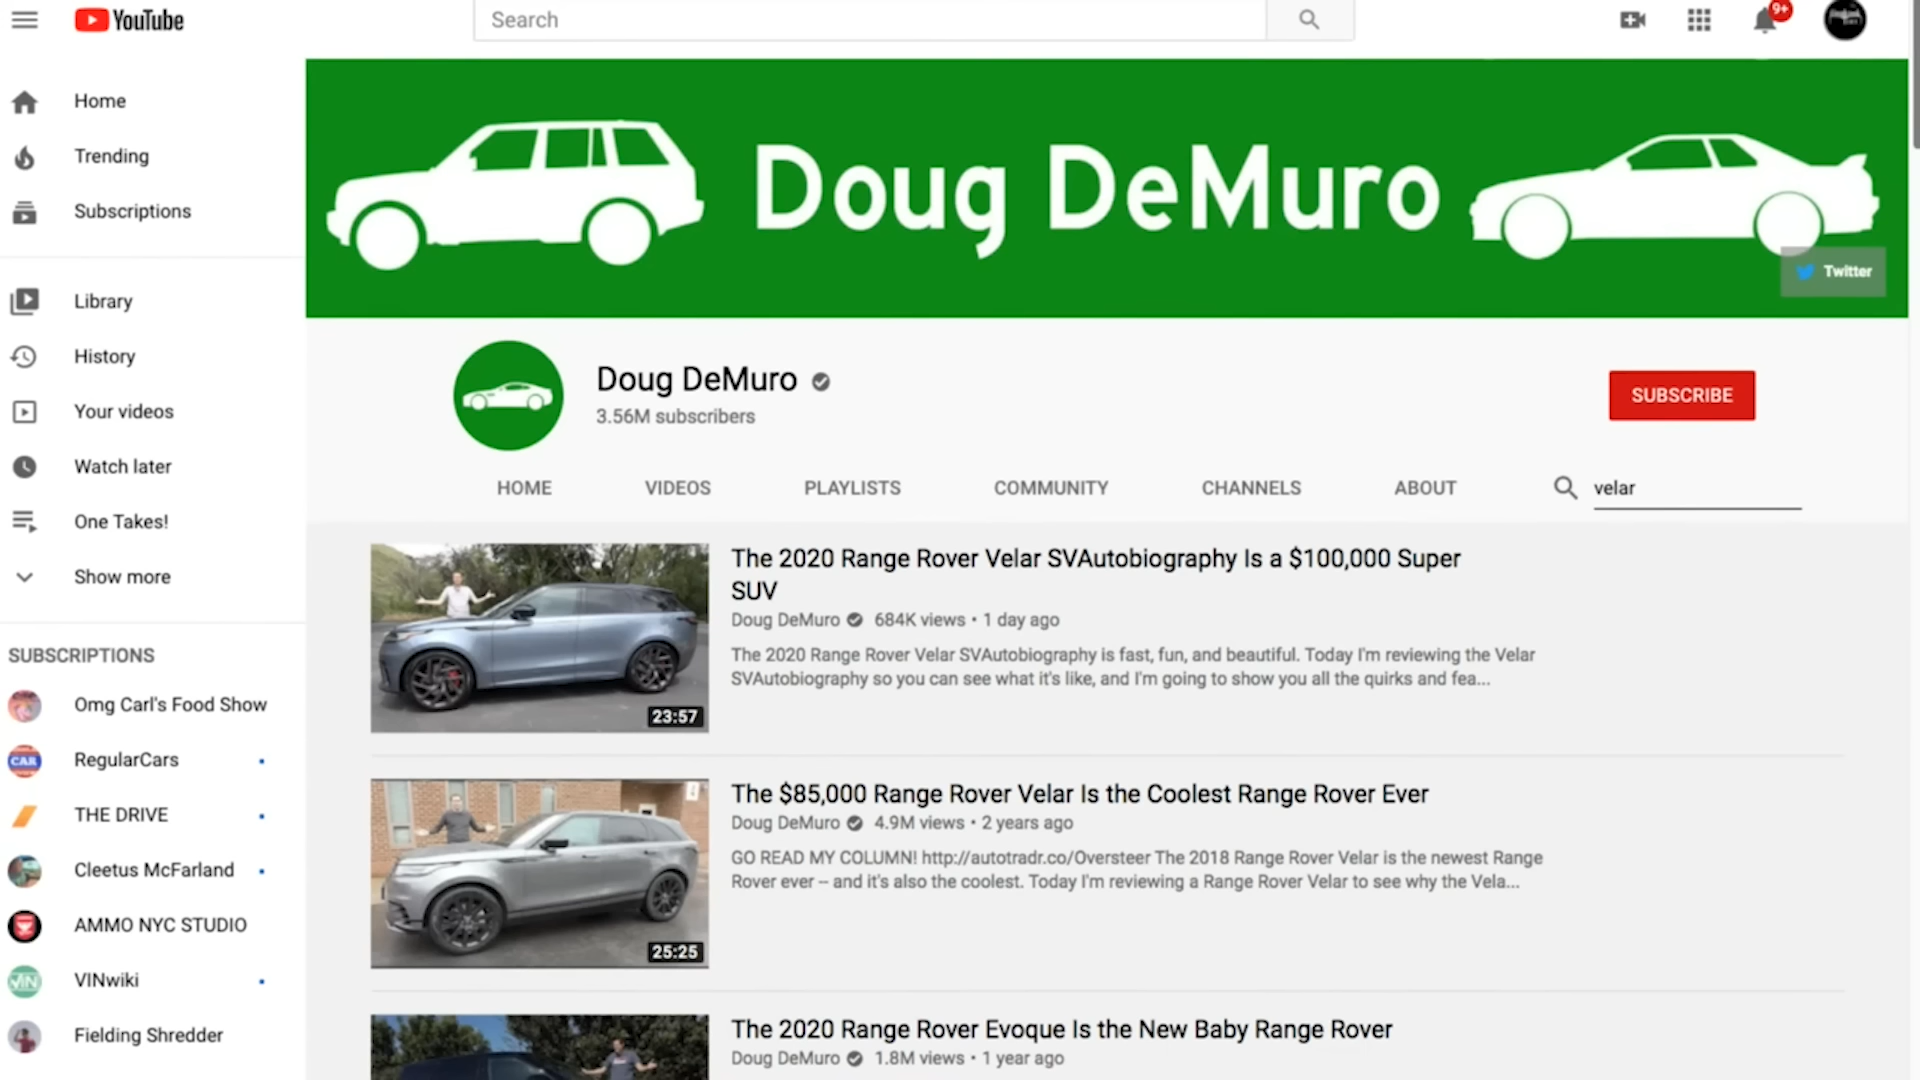 YouTube
Search
9+
Home
Trending
Subscriptions
Library
History
Your videos
Watch later
One Takes!
Show more
SUBSCRIPTIONS
Omg Carl's Food Show
RegularCars
CAR
THE DRIVE
Cleetus McFarland
AMMO NYC STUDIO
VINwiki
VIN
Fielding Shredder
Doug DeMuro
Twitter
Doug DeMuro
3.56M subscribers
SUBSCRIBE
HOME
VIDEOS
PLAYLISTS
COMMUNITY
CHANNELS
ABOUT
velar
The 2020 Range Rover Velar SVAutobiography Is a $100,000 Super
SUV
Doug DeMuro 684K views • 1 day ago
The 2020 Range Rover Velar SVAutobiography is fast, fun, and beautiful. Today I'm reviewing the Velar
SVAutobiography so you can see what it's like, and I'm going to show you all the quirks and fea...
23:57
The $85,000 Range Rover Velar Is the Coolest Range Rover Ever
Doug DeMuro 4.9M views • 2 years ago
GO READ MY COLUMN! http://autotradr.co/Oversteer The 2018 Range Rover Velar is the newest Range
Rover ever -- and it's also the coolest. Today I'm reviewing a Range Rover Velar to see why the Vela...
25:25
The 2020 Range Rover Evoque Is the New Baby Range Rover
Doug DeMuro 1.8M views • 1 year ago